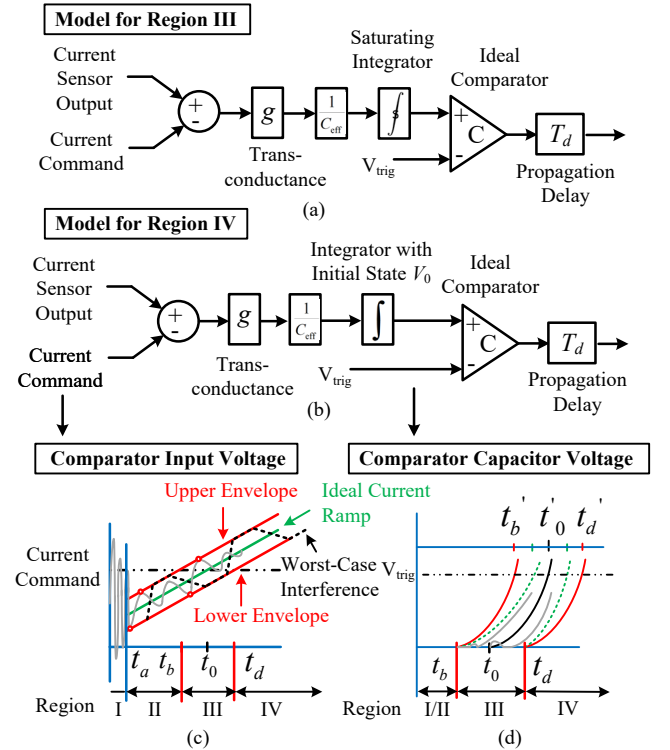 Model for Region III
Current
Sensor
Output
Current
Command
+
-
g
Trans-
conductance
1
C_eff
Saturating
Integrator
∫
s
V_trig
Ideal
Comparator
+
C
-
T_d
Propagation
Delay
(a)
Model for Region IV
Current
Sensor
Output
Current
Command
+
-
g
Trans-
conductance
1
C_eff
Integrator with
Initial State V_0
∫
V_trig
Ideal
Comparator
+
C
-
T_d
Propagation
Delay
(b)
Comparator Input Voltage
Upper Envelope
Ideal Current
Ramp
Current
Command
Worst-Case
Interference
Lower Envelope
t_a t_b t_0 t_d
Region I II III IV
(c)
Comparator Capacitor Voltage
t_b' t_0' t_d'
V_trig
t_b t_0 t_d
Region I/II III IV
(d)